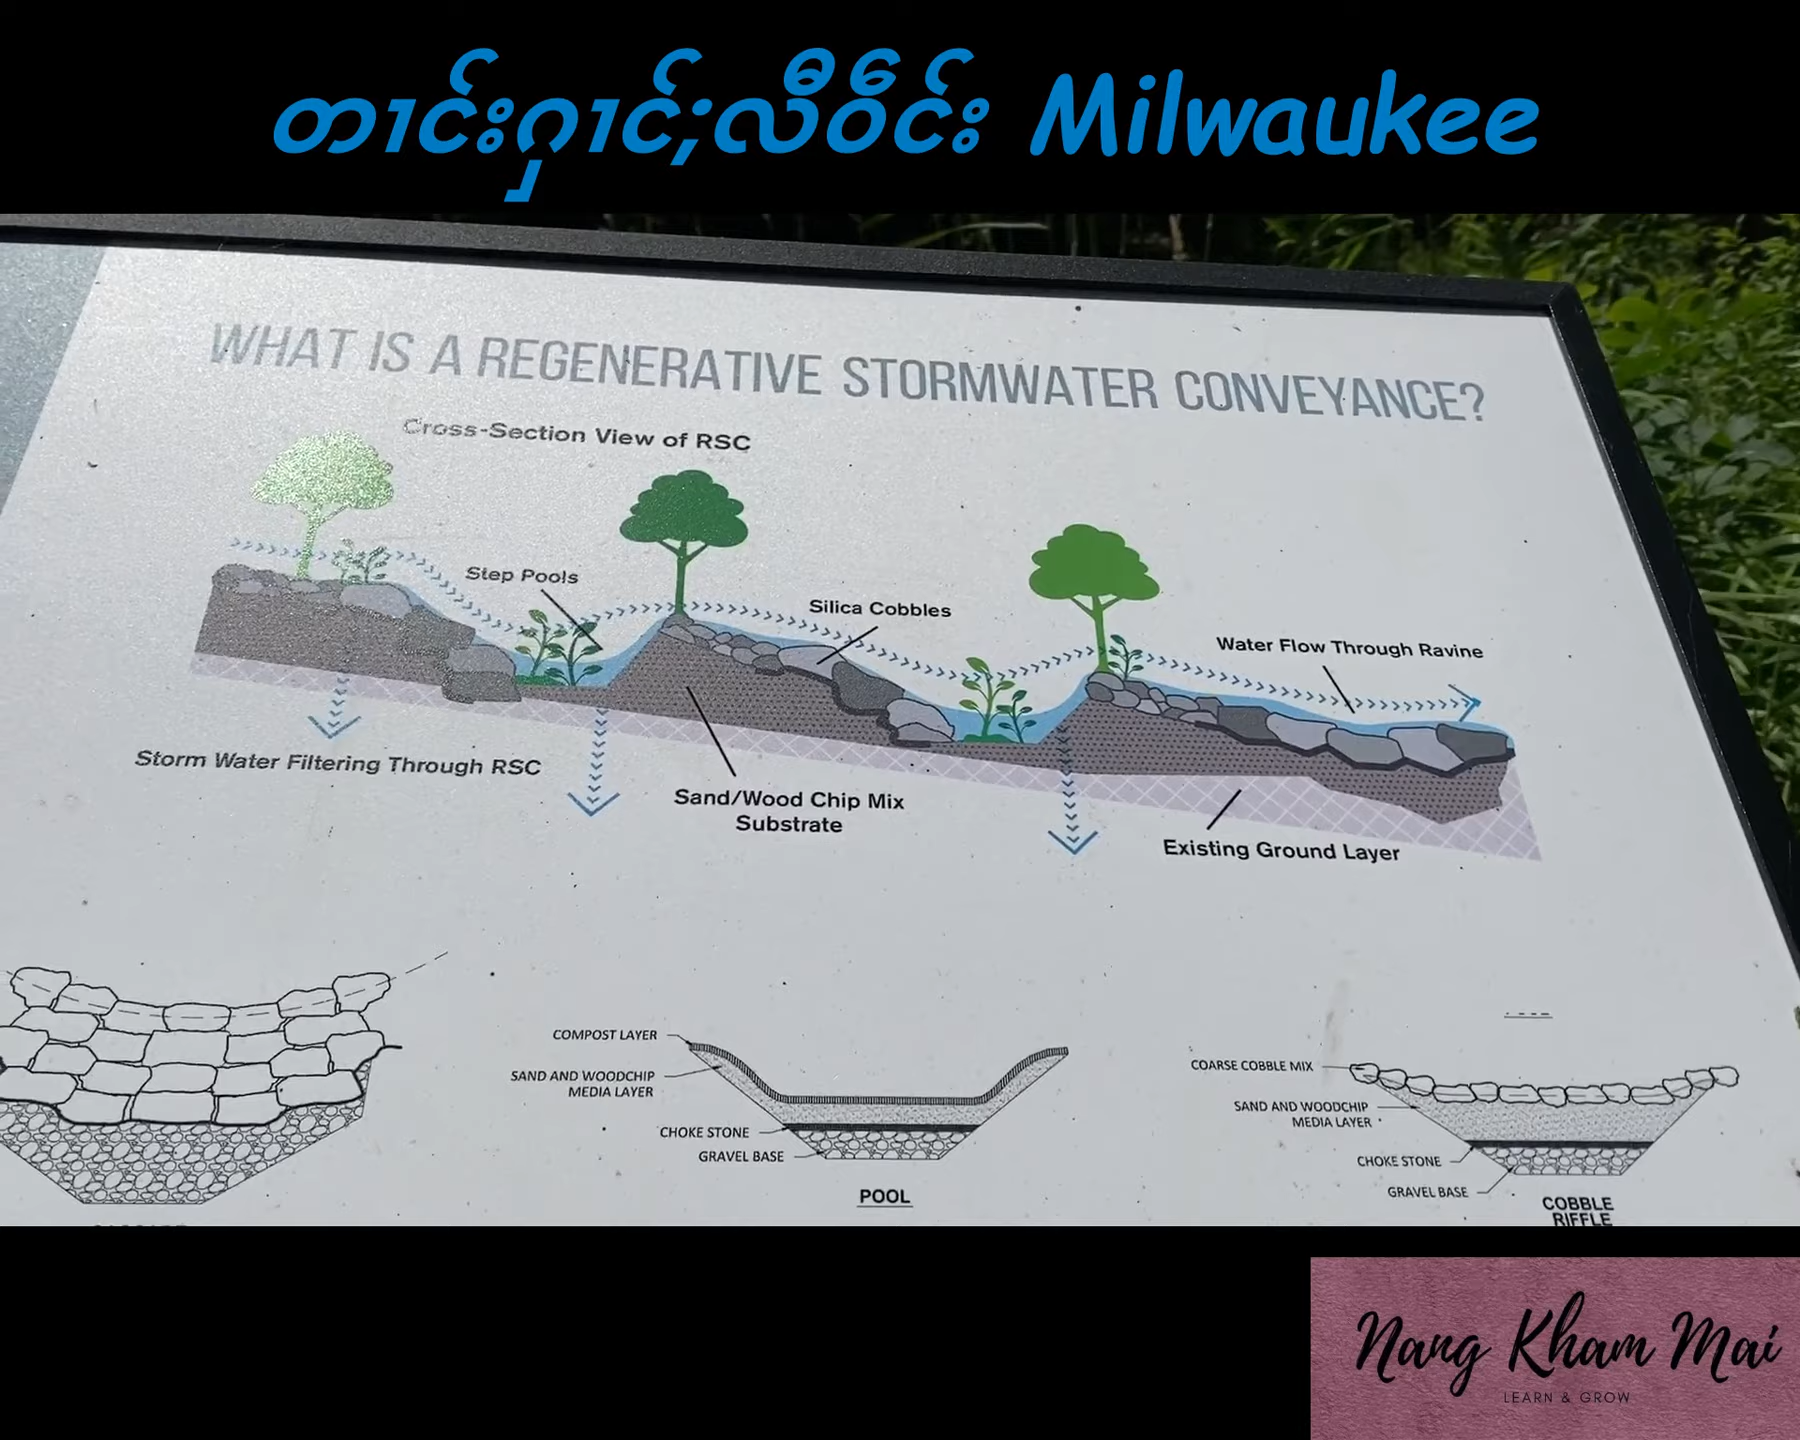 တၢင်းႁၢင်ႈလီဝဵင်း Milwaukee
WHAT IS A REGENERATIVE STORMWATER CONVEYANCE?
Cross-Section View of RSC
Step Pools
Silica Cobbles
Water Flow Through Ravine
Storm Water Filtering Through RSC
Sand/Wood Chip Mix
Substrate
Existing Ground Layer
COMPOST LAYER
SAND AND WOODCHIP
MEDIA LAYER
CHOKE STONE
GRAVEL BASE
POOL
COARSE COBBLE MIX
SAND AND WOODCHIP
MEDIA LAYER
CHOKE STONE
GRAVEL BASE
COBBLE
RIFFLE
Nang Kham Mai
LEARN & GROW